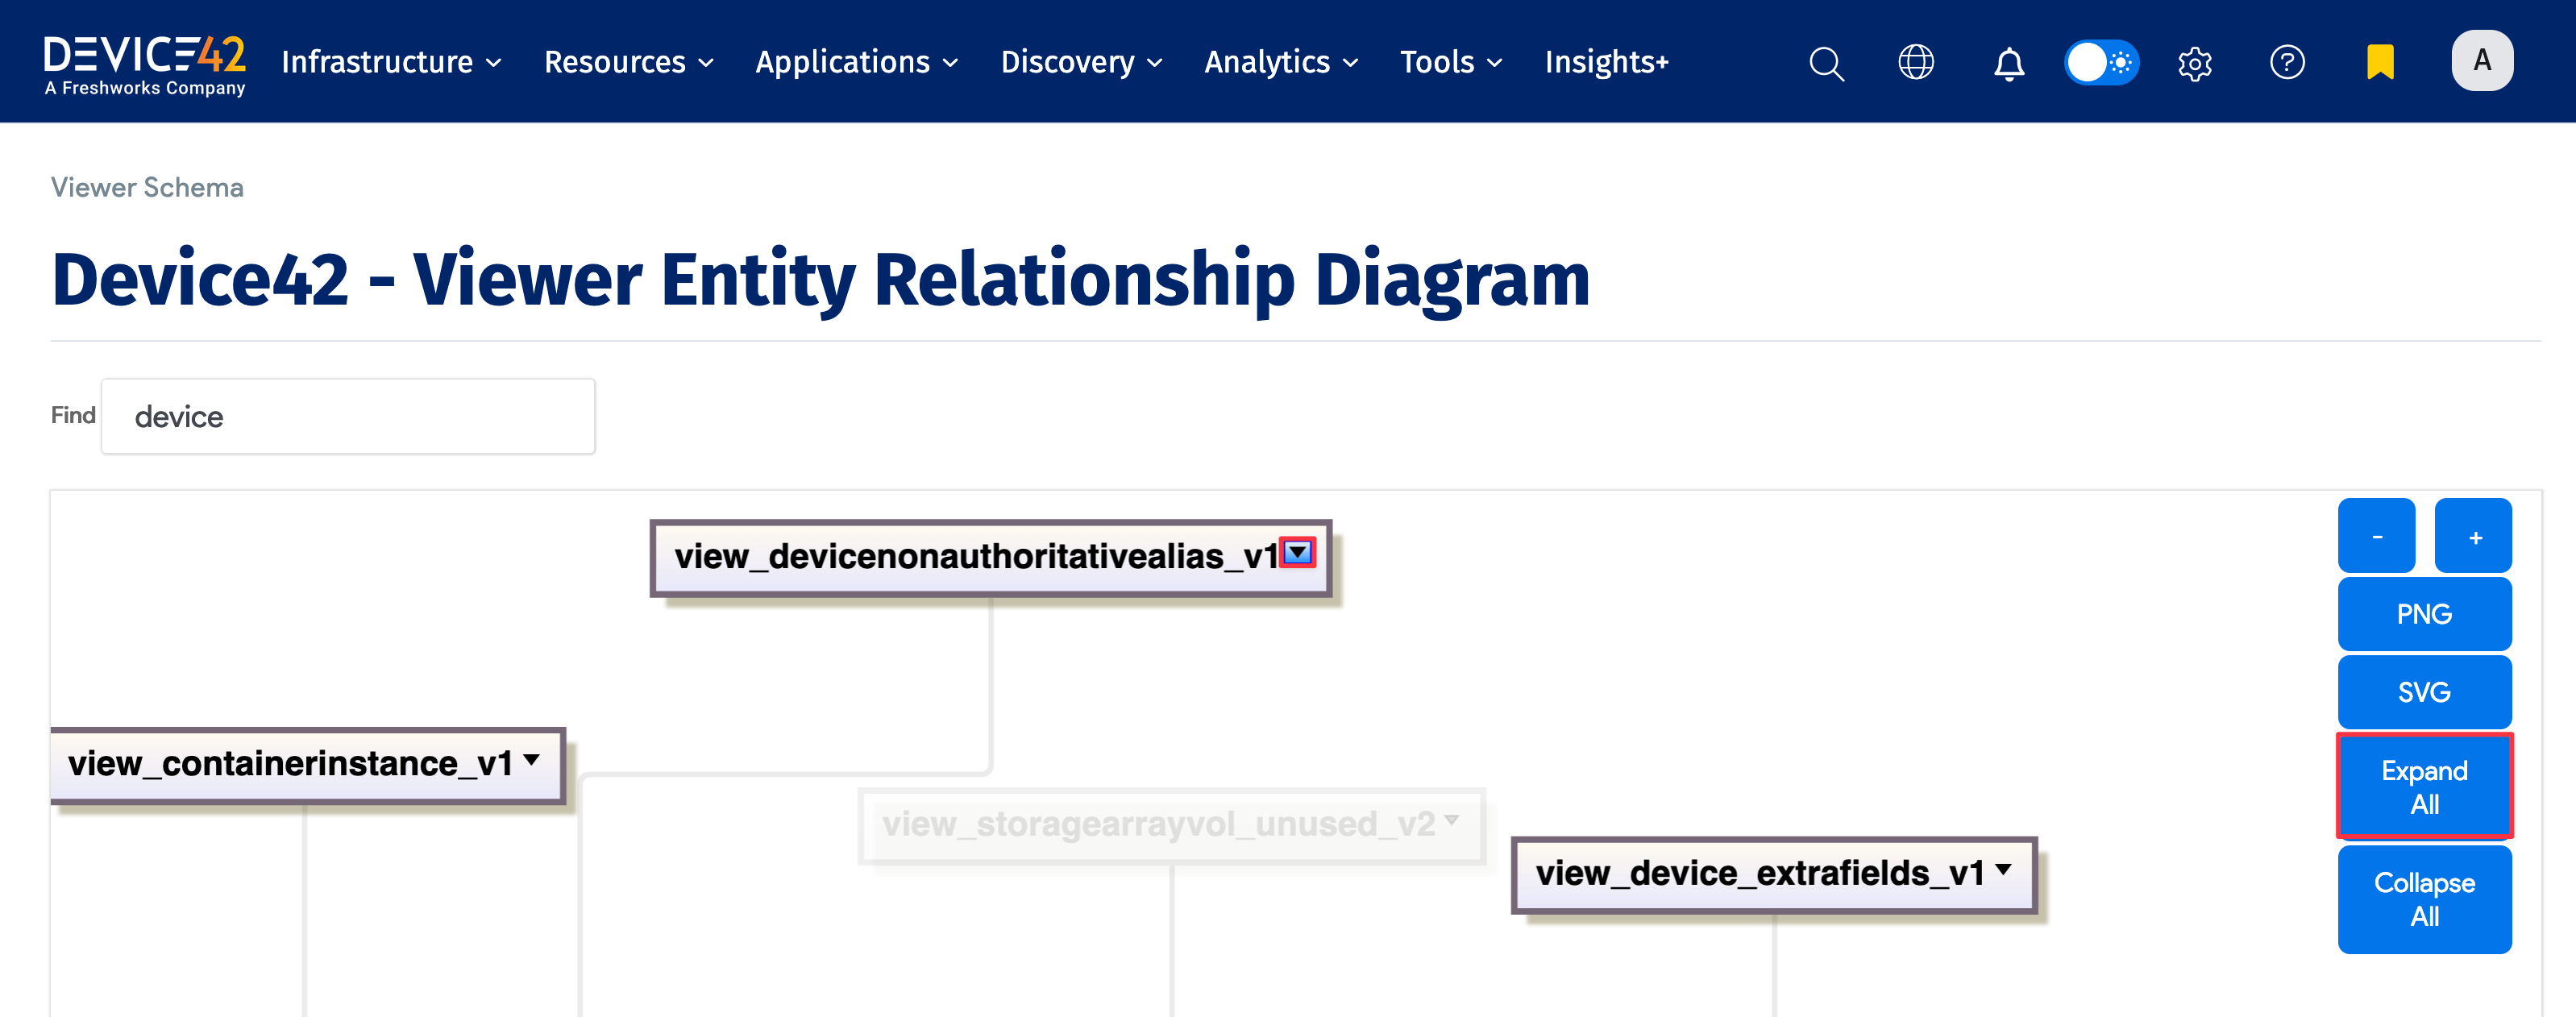 DEVICE42
A Freshworks Company
Infrastructure Resources Applications Discovery Analytics Tools Insights+ A
Viewer Schema
Device42 - Viewer Entity Relationship Diagram
Find device
view_devicenonauthoritativealias_v1
- +
PNG
SVG
view_containerinstance_v1
Expand
All
view_storagearrayvol_unused_v2
view_device_extrafields_v1
Collapse
All